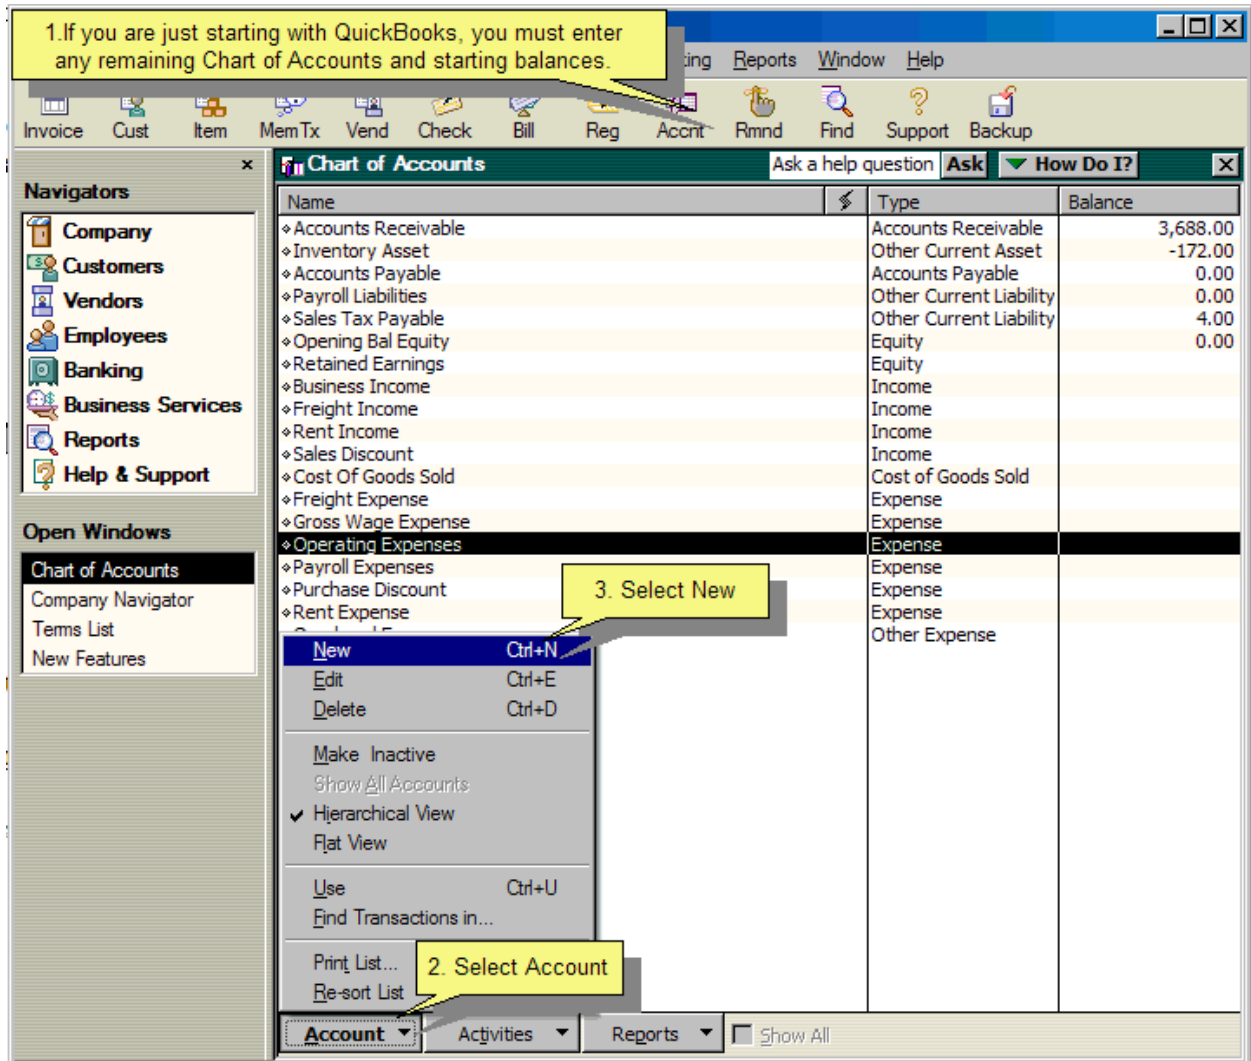 1.If you are just starting with QuickBooks, you must enter
any remaining Chart of Accounts and starting balances.
Reports Window Help
Invoice Cust Item MemTx Vend Check Bill Reg Accnt Rmnd Find Support Backup
Chart of Accounts Ask a help question Ask How Do I?
Navigators
Company
Customers
Vendors
Employees
Banking
Business Services
Reports
Help & Support
Open Windows
Chart of Accounts
Company Navigator
Terms List
New Features
Name Type Balance
Accounts Receivable Accounts Receivable 3,688.00
Inventory Asset Other Current Asset -172.00
Accounts Payable Accounts Payable 0.00
Payroll Liabilities Other Current Liability 0.00
Sales Tax Payable Other Current Liability 4.00
Opening Bal Equity Equity 0.00
Retained Earnings Equity
Business Income Income
Freight Income Income
Rent Income Income
Sales Discount Income
Cost Of Goods Sold Cost of Goods Sold
Freight Expense Expense
Gross Wage Expense Expense
Operating Expenses Expense
Payroll Expenses Expense
Purchase Discount Expense
Rent Expense Expense
Other Expense
3. Select New
New Ctrl+N
Edit Ctrl+E
Delete Ctrl+D
Make Inactive
Show All Accounts
Hierarchical View
Flat View
Use Ctrl+U
Find Transactions in...
Print List...
Re-sort List
2. Select Account
Account Activities Reports Show All